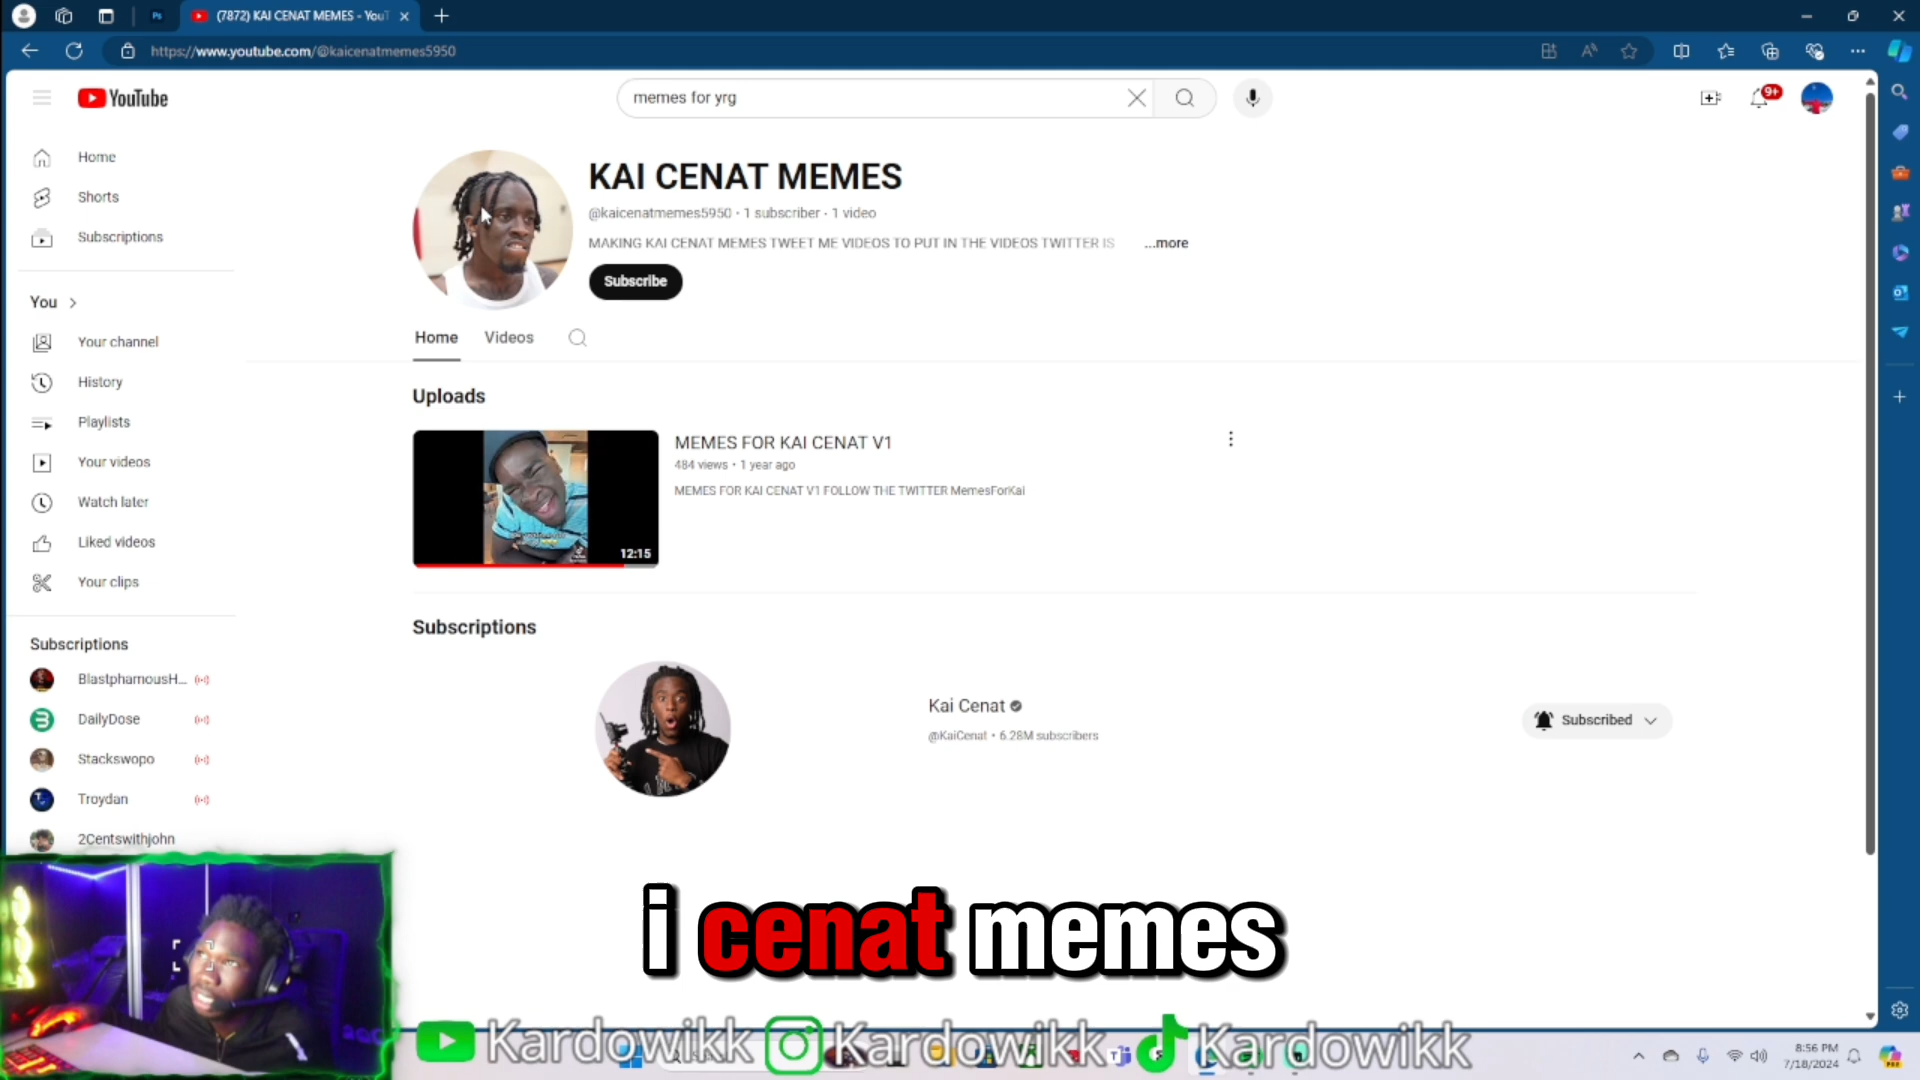 Ps
(7872) KAI CENAT MEMES - YouT
https://www.youtube.com/@kaicenatmemes5950
YouTube
memes for yrg
9+
Home
Shorts
Subscriptions
You
Your channel
History
Playlists
Your videos
Watch later
Liked videos
Your clips
Subscriptions
BlastphamousH...
DailyDose
Stackswopo
Troydan
2Centswithjohn
KAI CENAT MEMES
@kaicenatmemes5950 • 1 subscriber • 1 video
MAKING KAI CENAT MEMES TWEET ME VIDEOS TO PUT IN THE VIDEOS TWITTER IS ...more
Subscribe
Home
Videos
Uploads
12:15
MEMES FOR KAI CENAT V1
484 views • 1 year ago
MEMES FOR KAI CENAT V1 FOLLOW THE TWITTER MemesForKai
Subscriptions
Kai Cenat
@KaiCenat • 6.28M subscribers
Subscribed
i cenat memes
Kardowikk
Kardowikk
Kardowikk
8:56 PM
7/18/2024